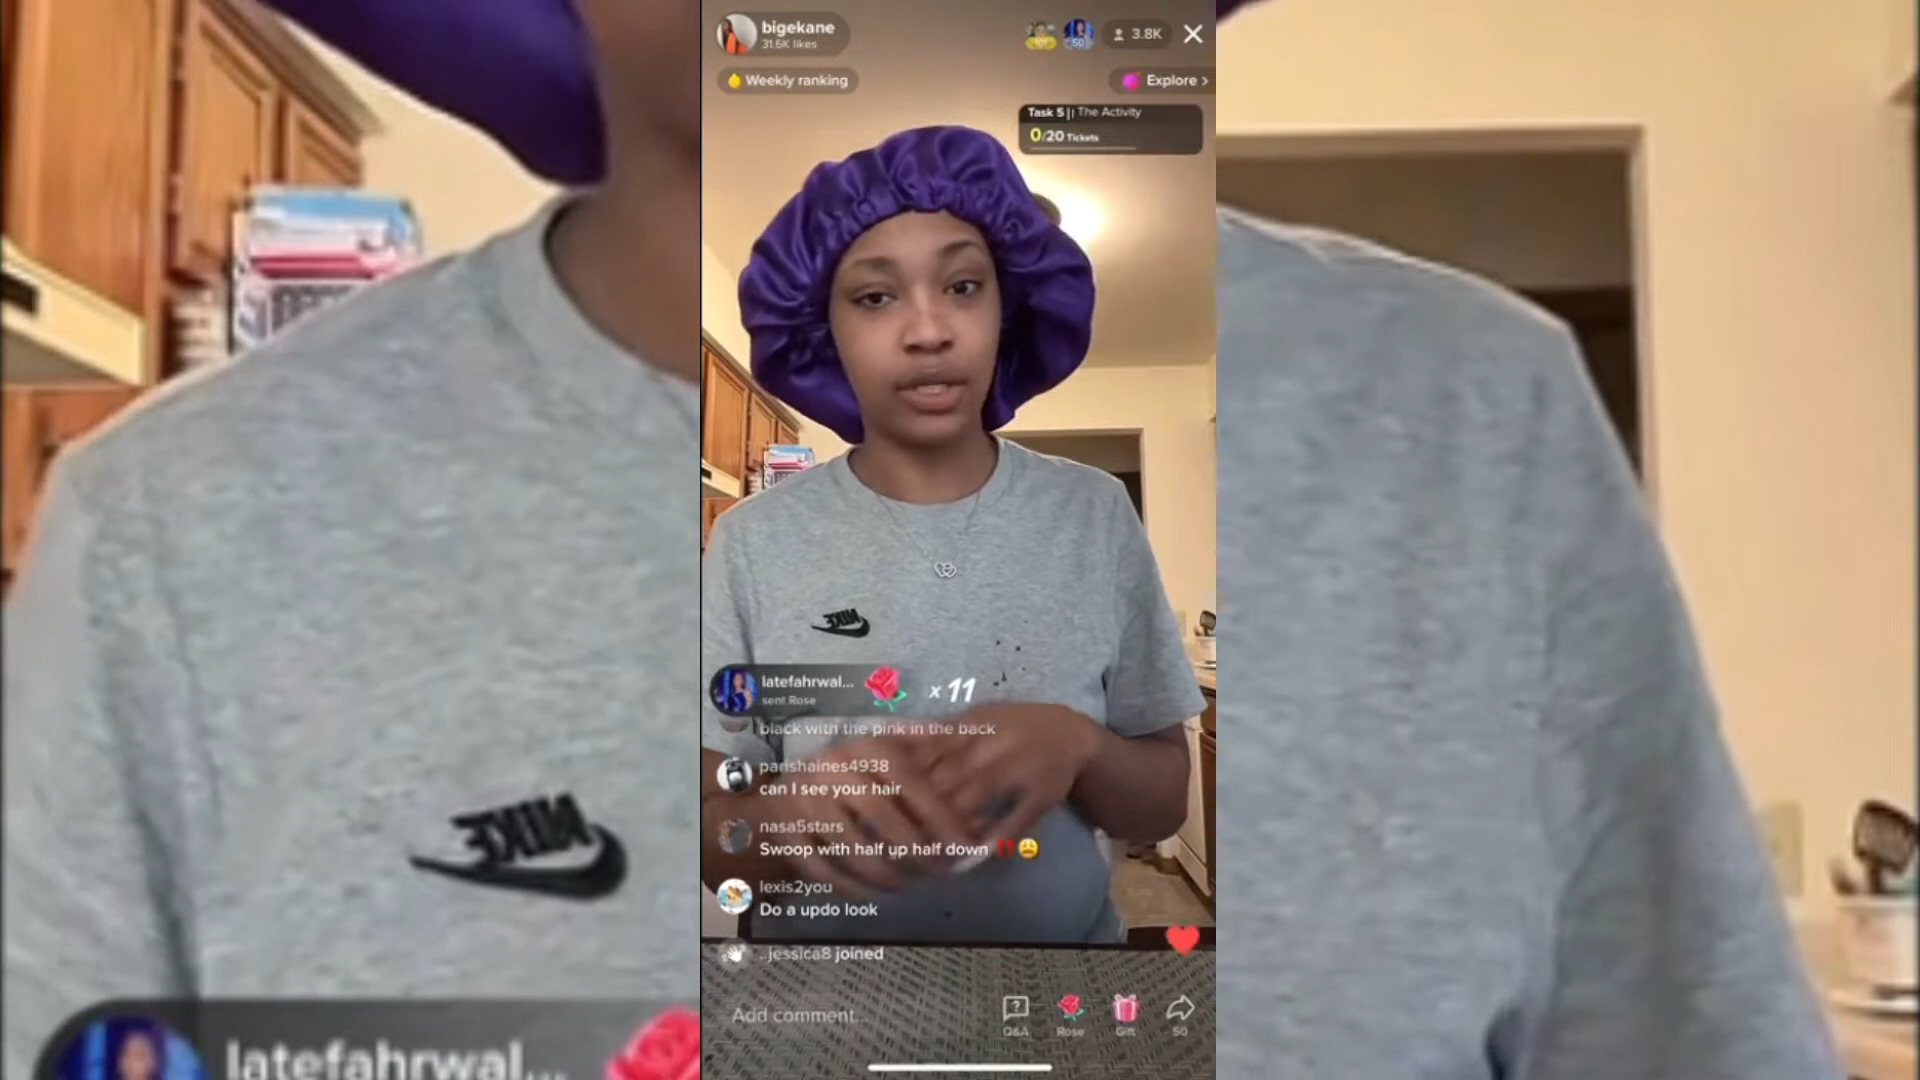 bigekane
31.6K likes
101
50
3.8K
Weekly ranking
Explore >
Task 5 | The Activity
0/20 Tickets
NIKE
latefahrwal...
sent Rose
x 11
black with the pink in the back
parishaines4938
can I see your hair
nasa5stars
Swoop with half up half down ‼️😩
lexis2you
Do a updo look
..jessica8 joined
Add comment...
Q&A
Rose
Gift
50
NIKE
latefahrwal...